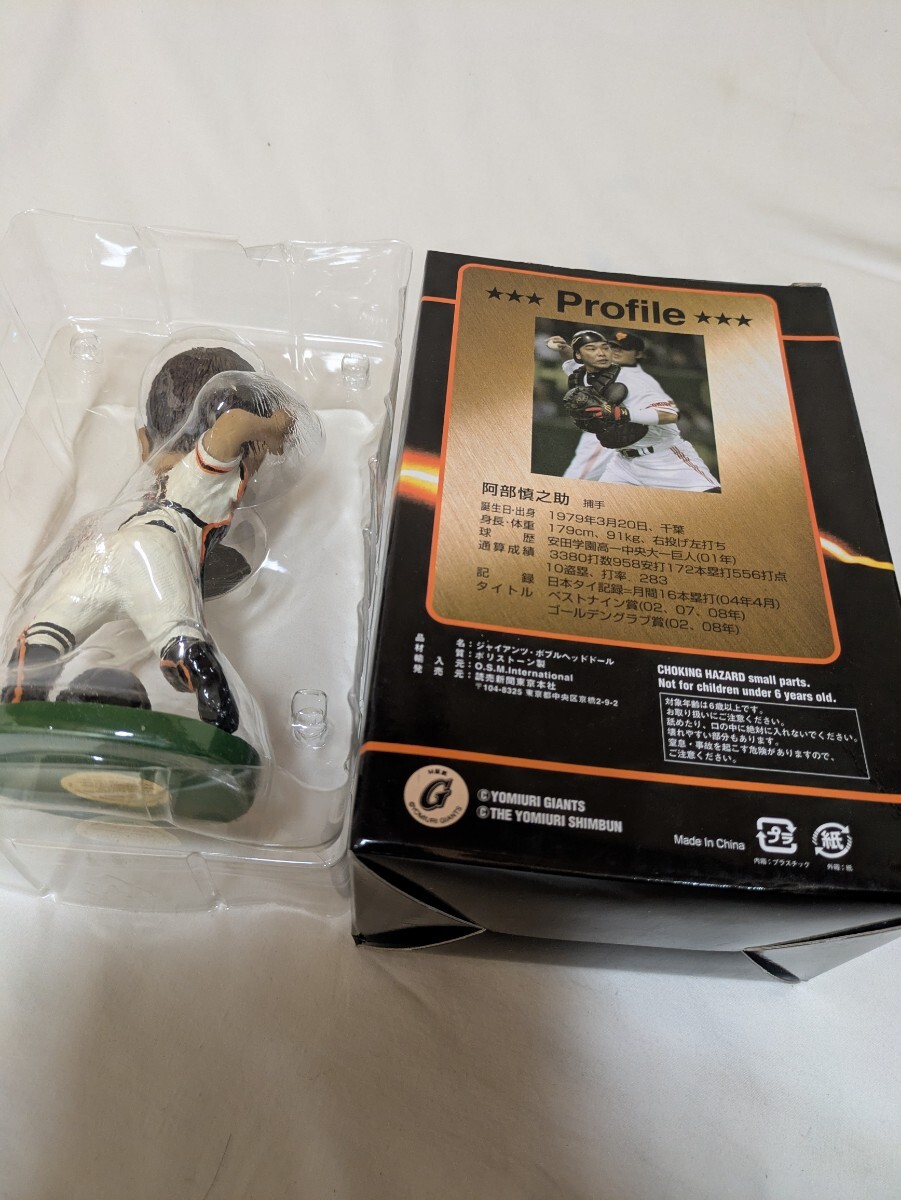 ★★★ Profile ★★★
阿部慎之助 捕手
誕生日・出身 1979年3月20日、千葉
身長・体重 179cm、91kg、右投げ左打ち
球歴 安田学園高ー中央大ー巨人(01年)
通算成績 3380打数958安打172本塁打556打点
10盗塁、打率.283
記録 日本タイ記録=月間16本塁打(04年4月)
タイトル ベストナイン賞(02、07、08年)
ゴールデングラブ賞(02、08年)
品名:ジャイアンツ・ボブルヘッドドール
材質:ポリストーン製
輸入元:O.S.M.International
発売元:読売新聞東京本社
〒104-8325 東京都中央区京橋2-9-2
CHOKING HAZARD small parts.
Not for children under 6 years old.
対象年齢は6歳以上です。
お取り扱いにご注意ください。
舐めたり、口の中に絶対に入れないでください。
壊れやすい部分もあります。
窒息・事故を起こす危険がありますので、
ご注意ください。
G
©YOMIURI GIANTS
©YOMIURI GIANTS
©THE YOMIURI SHIMBUN
Made In China
プラ
内箱:プラスチック
紙
外箱:紙